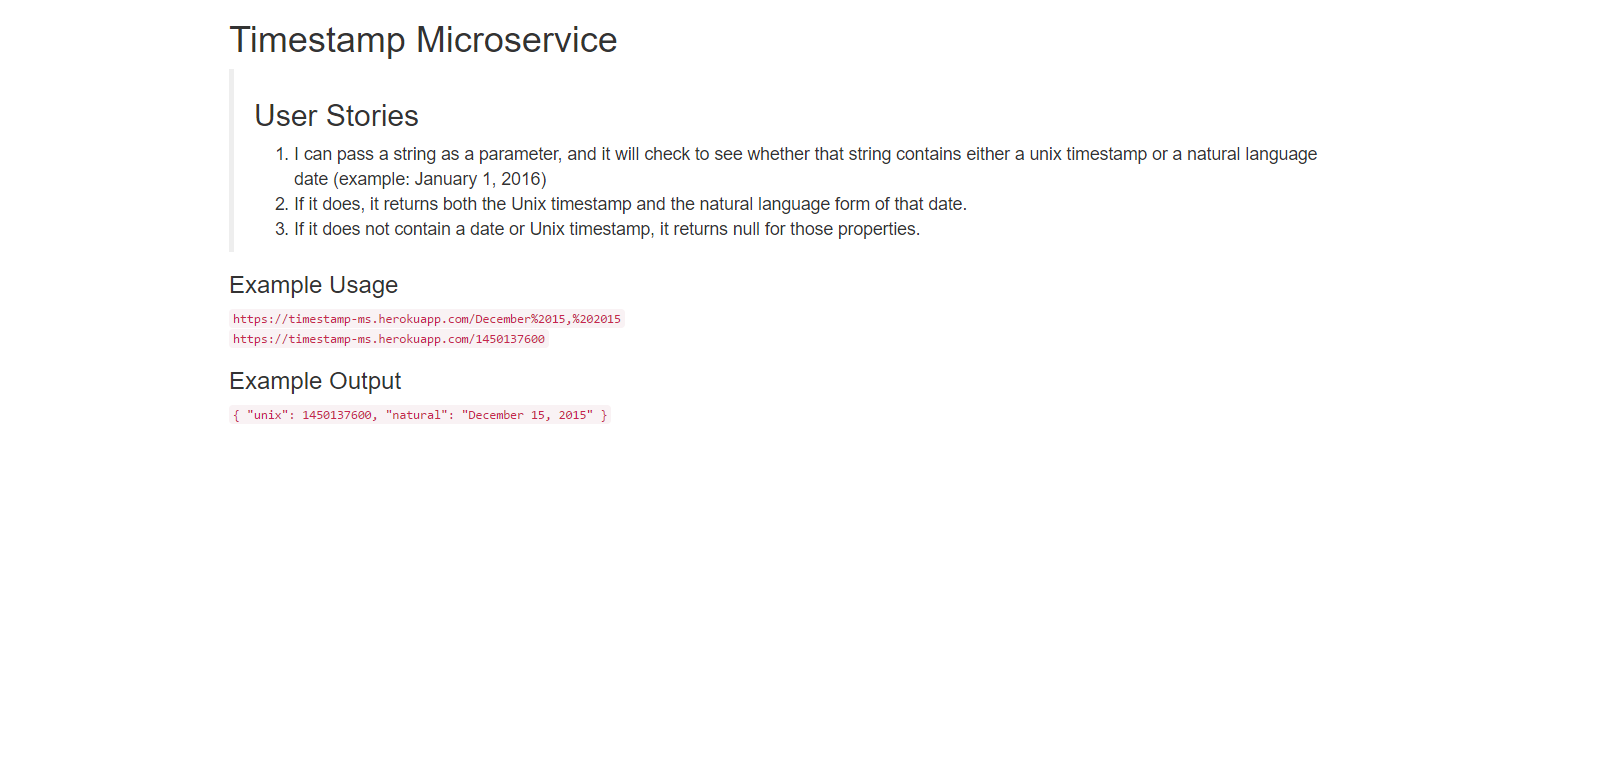 Timestamp Microservice
User Stories
1. I can pass a string as a parameter, and it will check to see whether that string contains either a unix timestamp or a natural language
date (example: January 1, 2016)
2. If it does, it returns both the Unix timestamp and the natural language form of that date.
3. If it does not contain a date or Unix timestamp, it returns null for those properties.
Example Usage
https://timestamp-ms.herokuapp.com/December%2015,%202015
https://timestamp-ms.herokuapp.com/1450137600
Example Output
{ "unix": 1450137600, "natural": "December 15, 2015" }